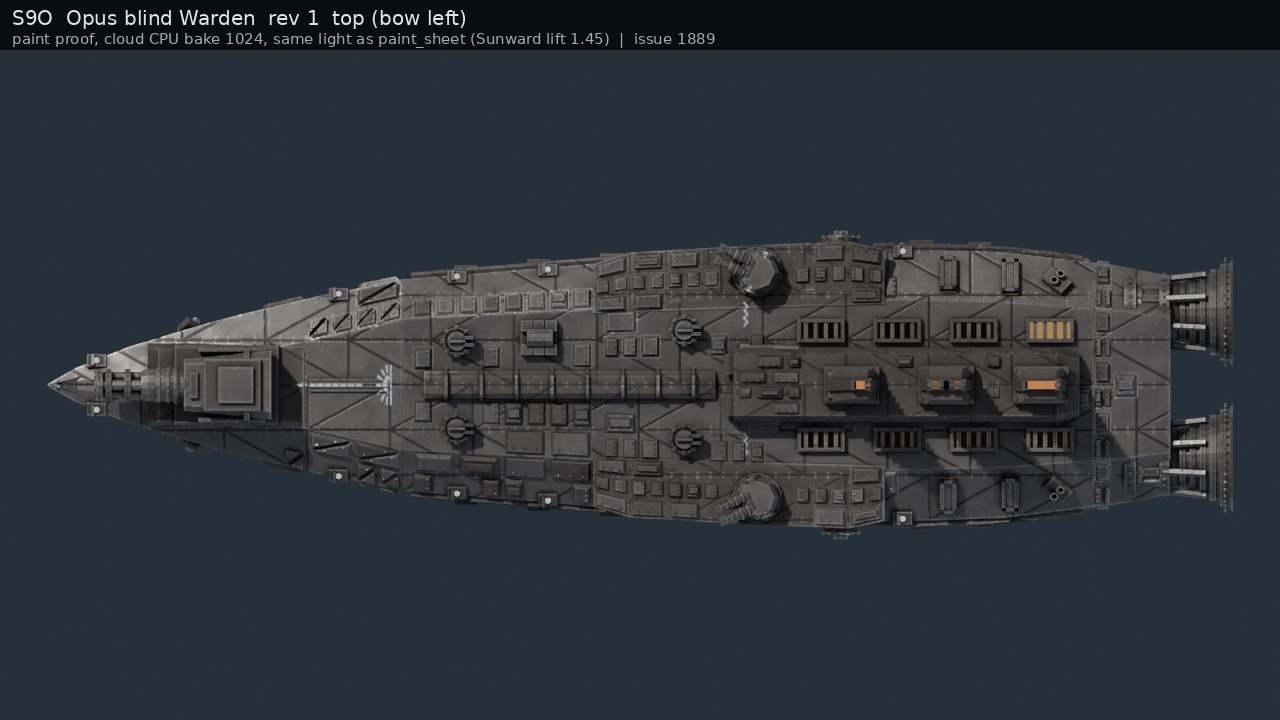 S9O  Opus blind Warden  rev 1  top (bow left)
paint proof, cloud CPU bake 1024, same light as paint_sheet (Sunward lift 1.45)  |  issue 1889